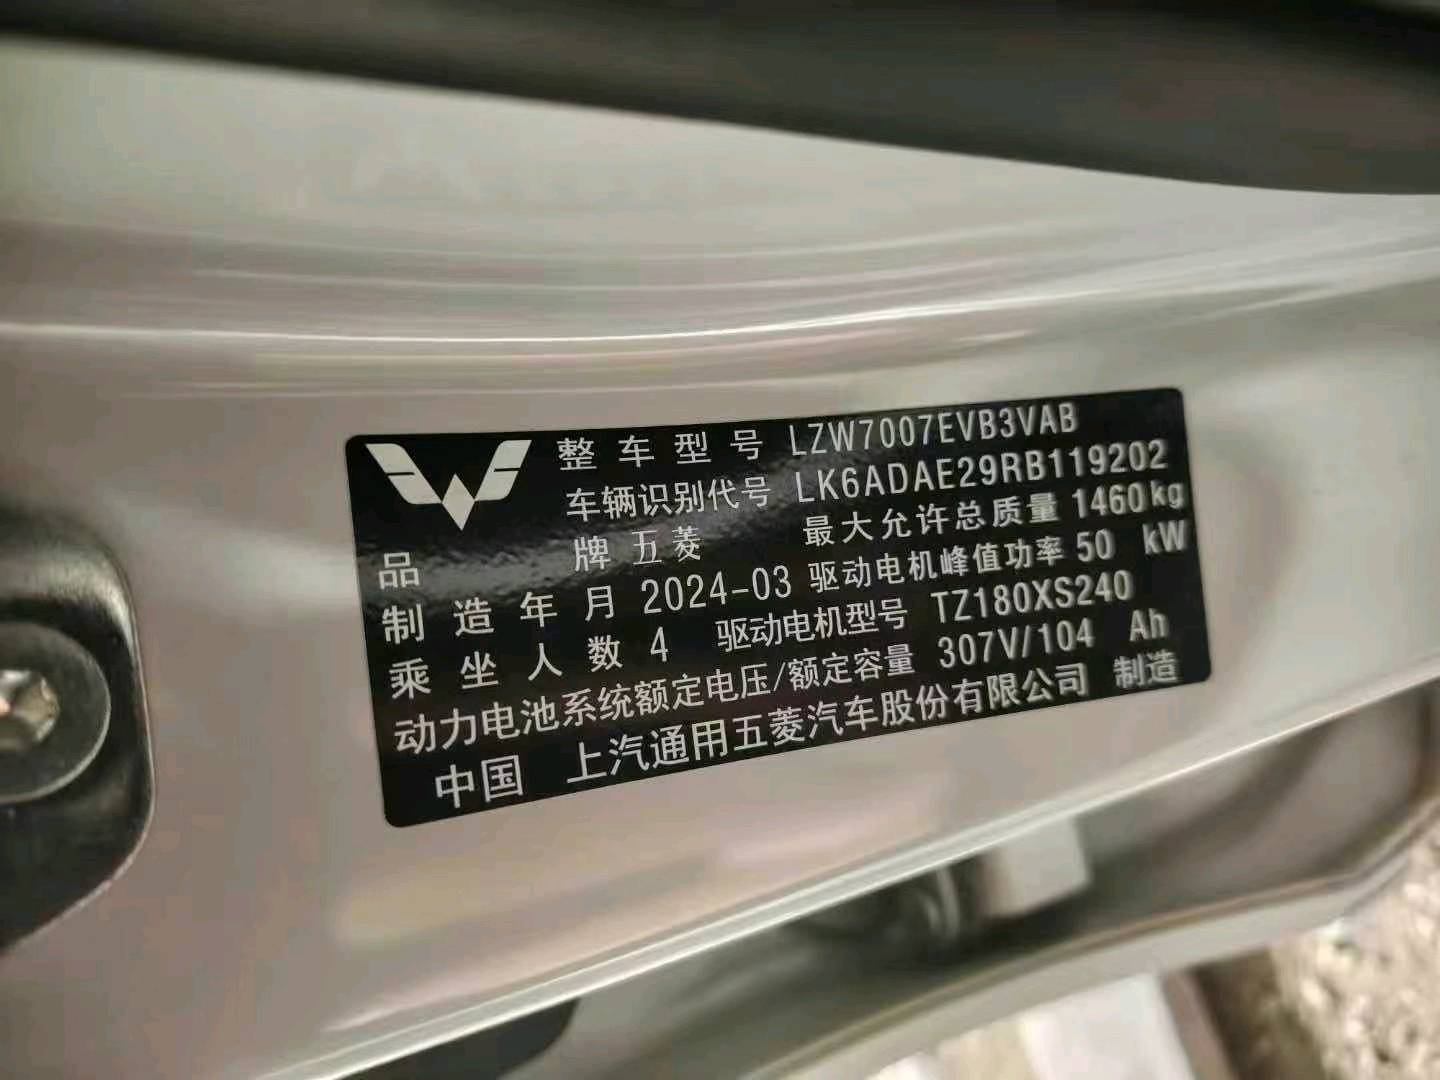 整车型号 LZW7007EVB3VAB
车辆识别代号 LK6ADAE29RB119202
品牌 五菱 最大允许总质量 1460kg
制造年月 2024-03 驱动电机峰值功率 50 kW
乘坐人数 4 驱动电机型号 TZ180XS240
动力电池系统额定电压/额定容量 307V/104 Ah
中国 上汽通用五菱汽车股份有限公司 制造